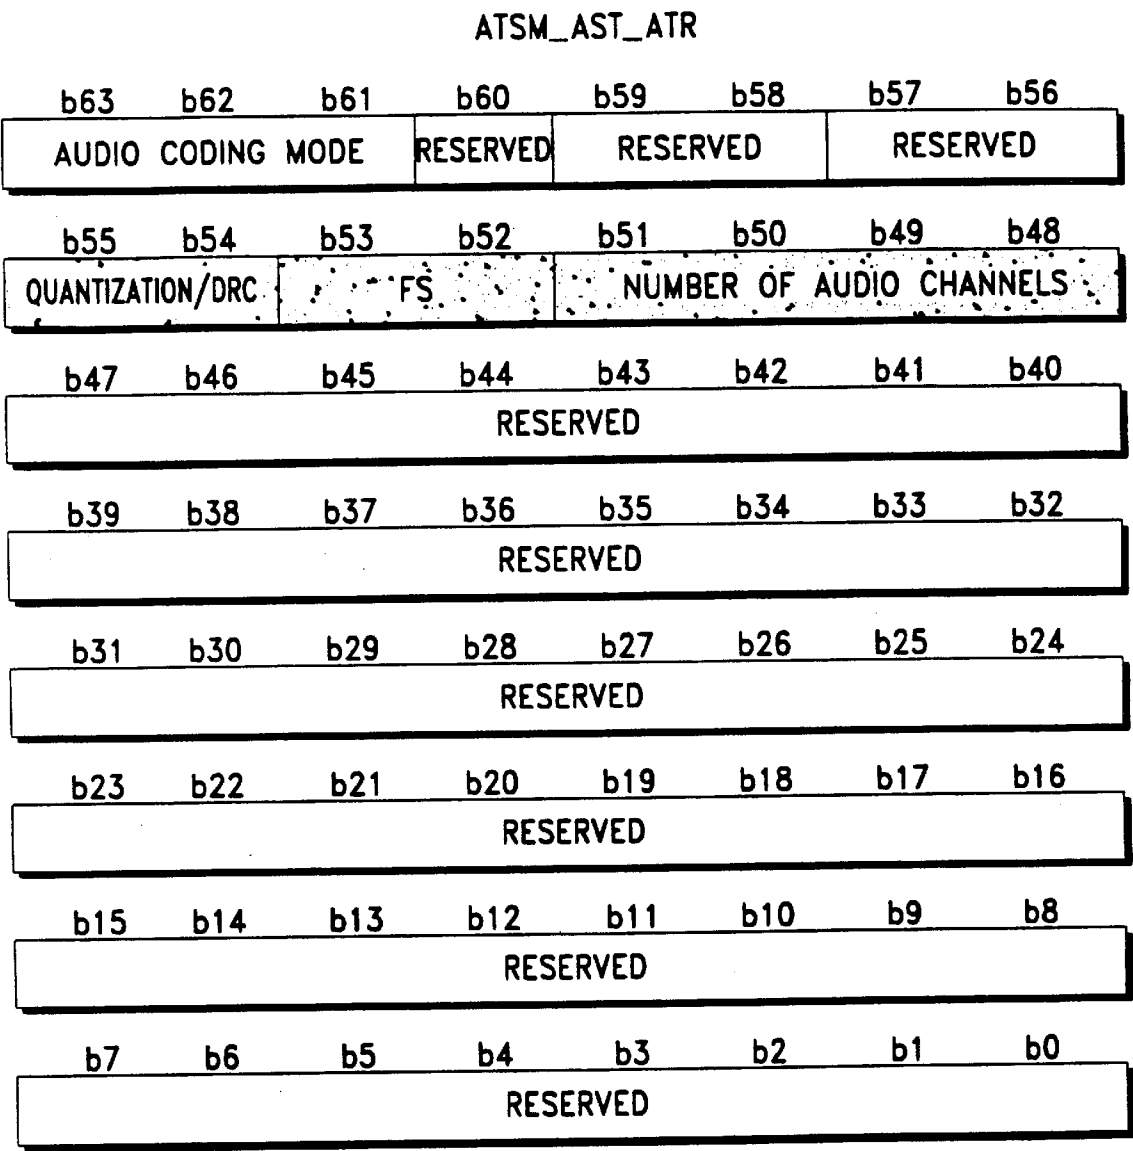 ATSM_AST_ATR
b63 b62 b61 b60 b59 b58 b57 b56
AUDIO CODING MODE RESERVED RESERVED RESERVED
b55 b54 b53 b52 b51 b50 b49 b48
QUANTIZATION/DRC FS NUMBER OF AUDIO CHANNELS
b47 b46 b45 b44 b43 b42 b41 b40
RESERVED
b39 b38 b37 b36 b35 b34 b33 b32
RESERVED
b31 b30 b29 b28 b27 b26 b25 b24
RESERVED
b23 b22 b21 b20 b19 b18 b17 b16
RESERVED
b15 b14 b13 b12 b11 b10 b9 b8
RESERVED
b7 b6 b5 b4 b3 b2 b1 b0
RESERVED